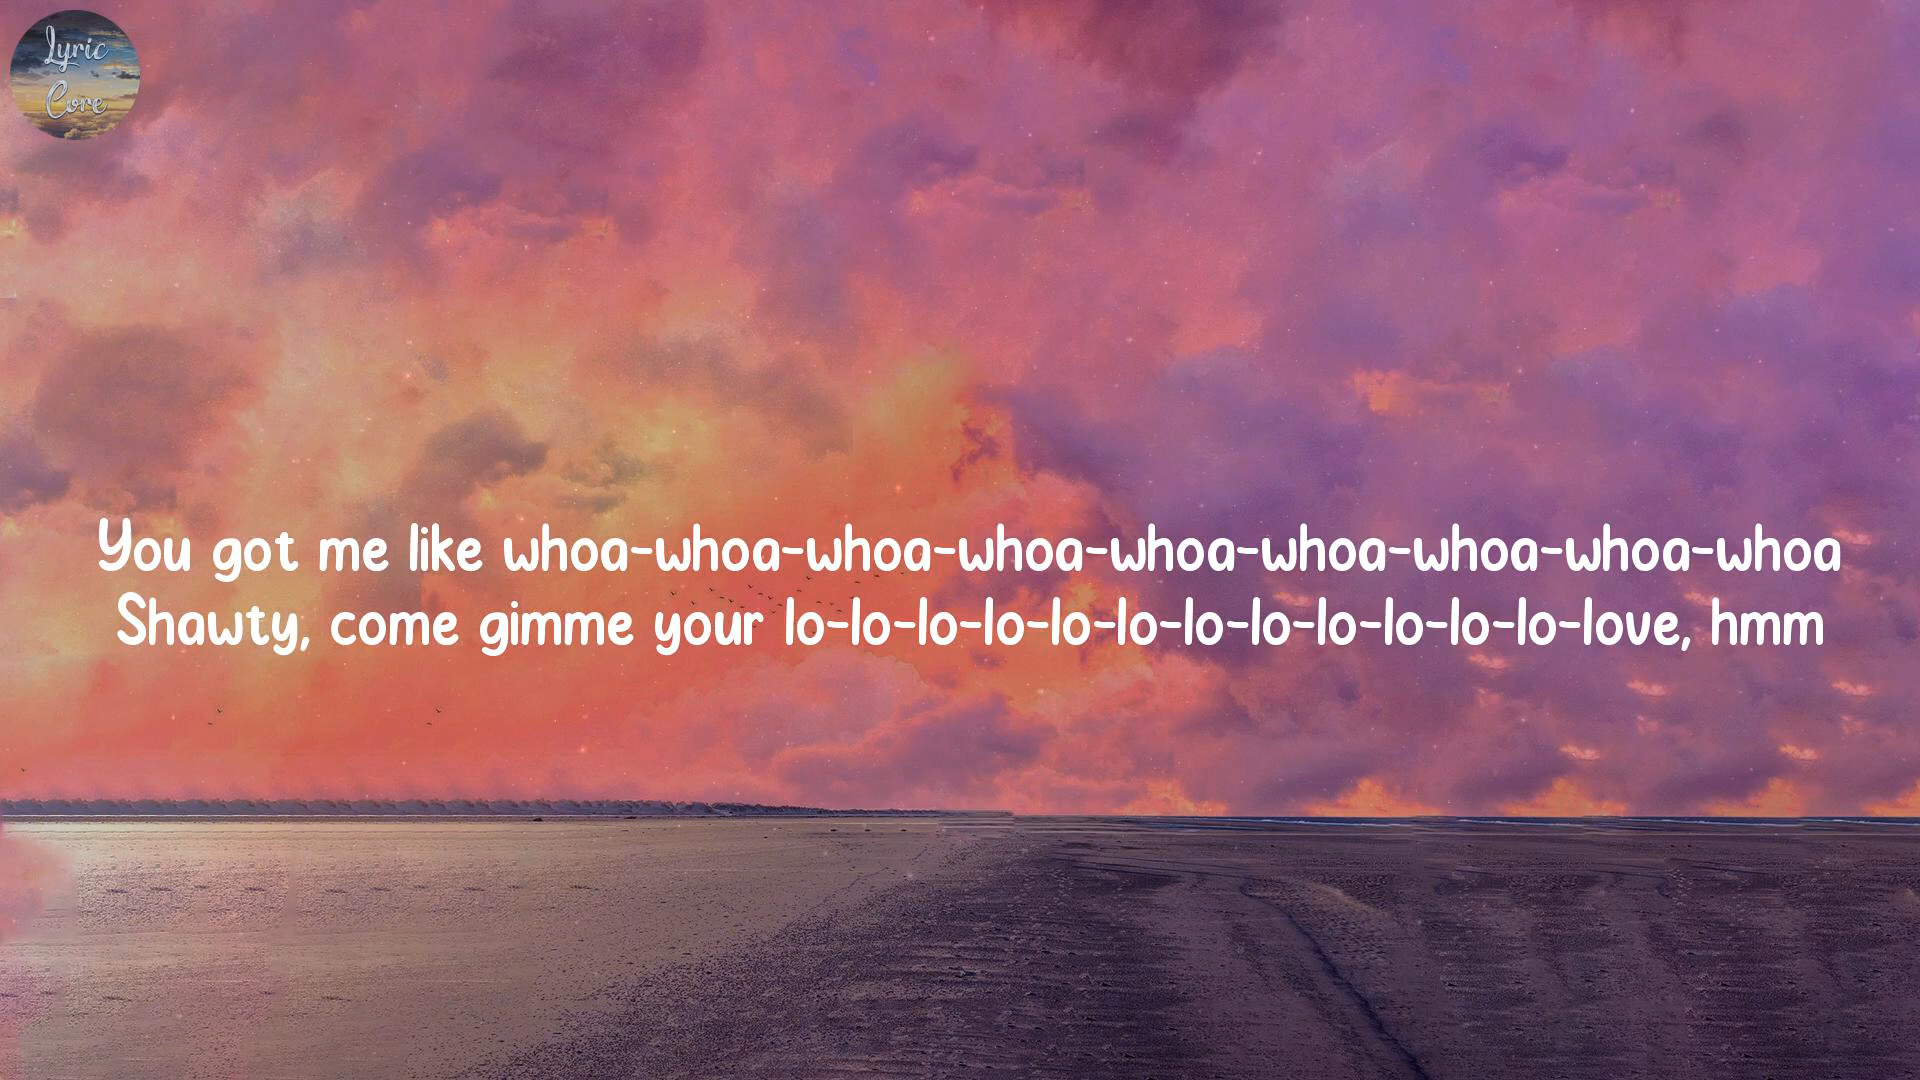 Lyric
Core
You got me like whoa-whoa-whoa-whoa-whoa-whoa-whoa-whoa-whoa
Shawty, come gimme your lo-lo-lo-lo-lo-lo-lo-lo-lo-lo-lo-lo-love, hmm